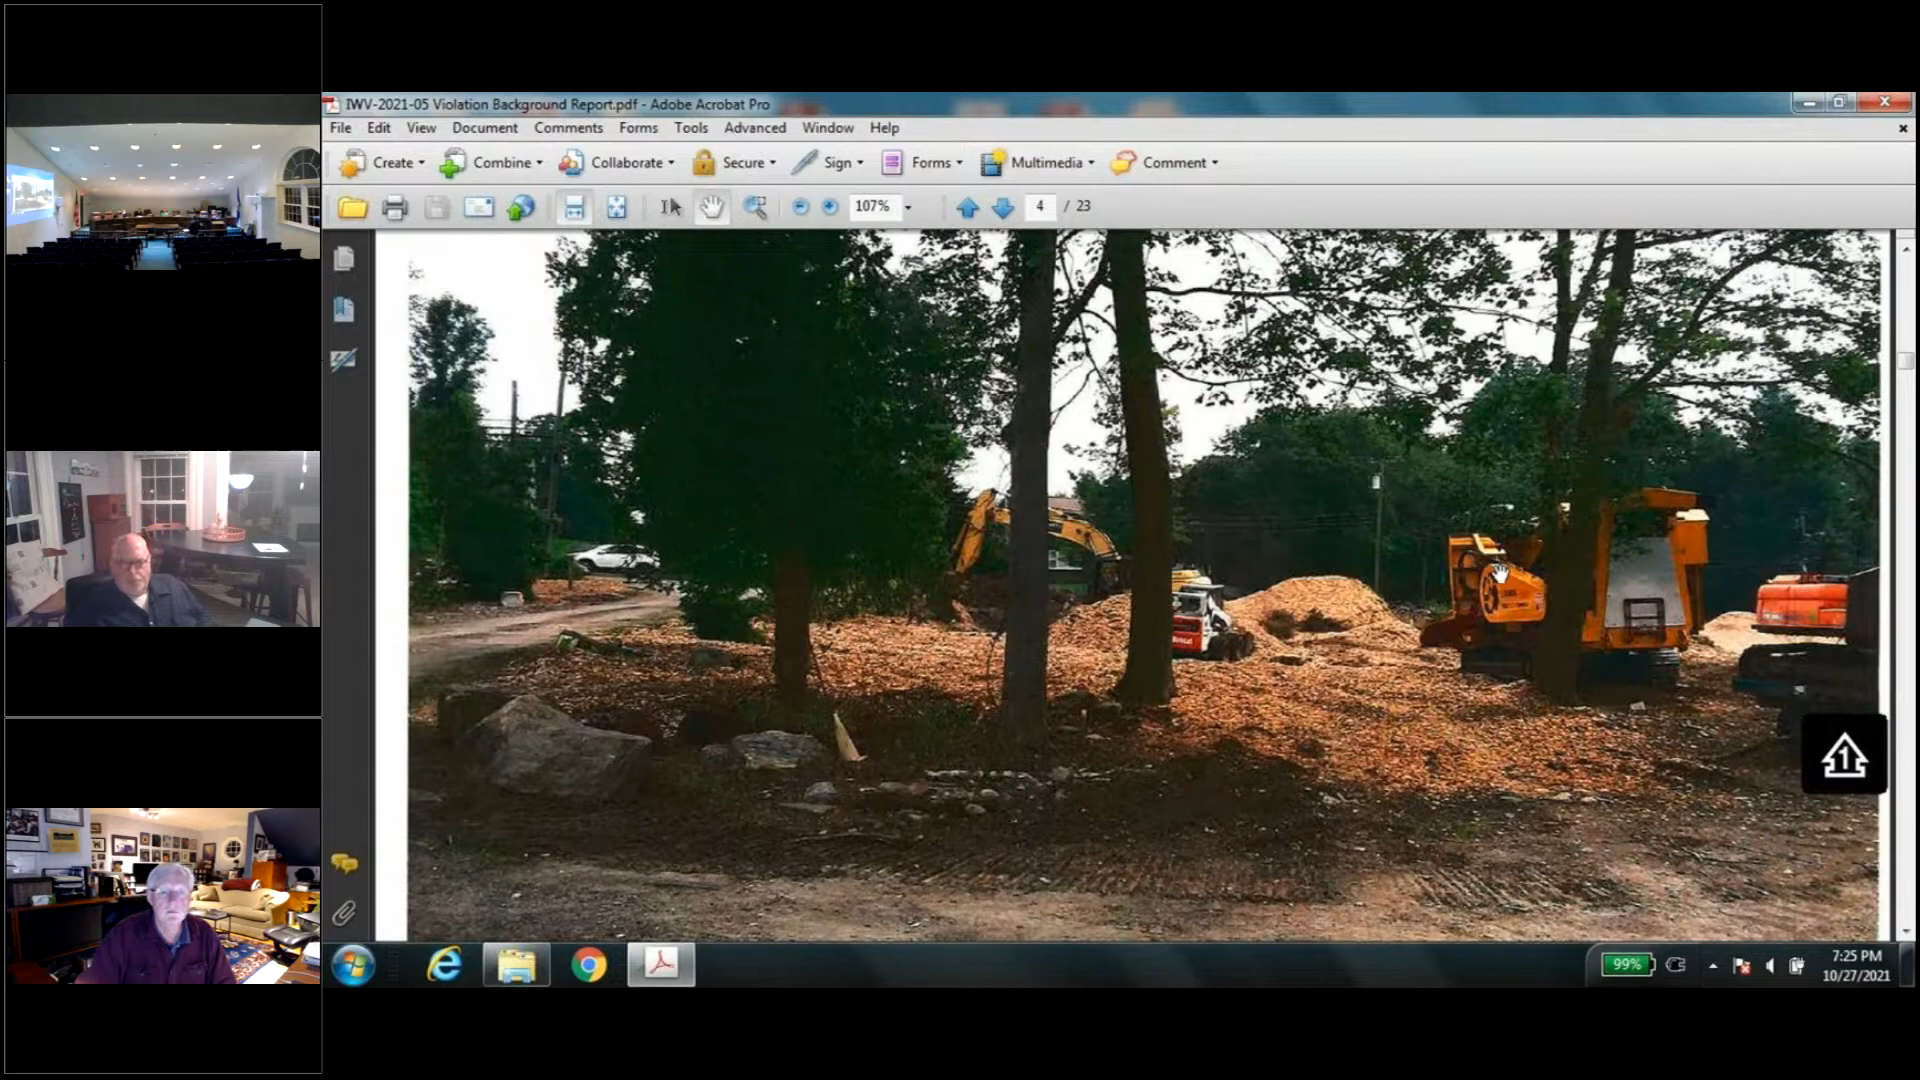 IWV-2021-05 Violation Background Report.pdf - Adobe Acrobat Pro
File Edit View Document Comments Forms Tools Advanced Window Help
Create Combine Collaborate Secure Sign Forms Multimedia Comment
107% 4 / 23
1
99%
7:25 PM
10/27/2021